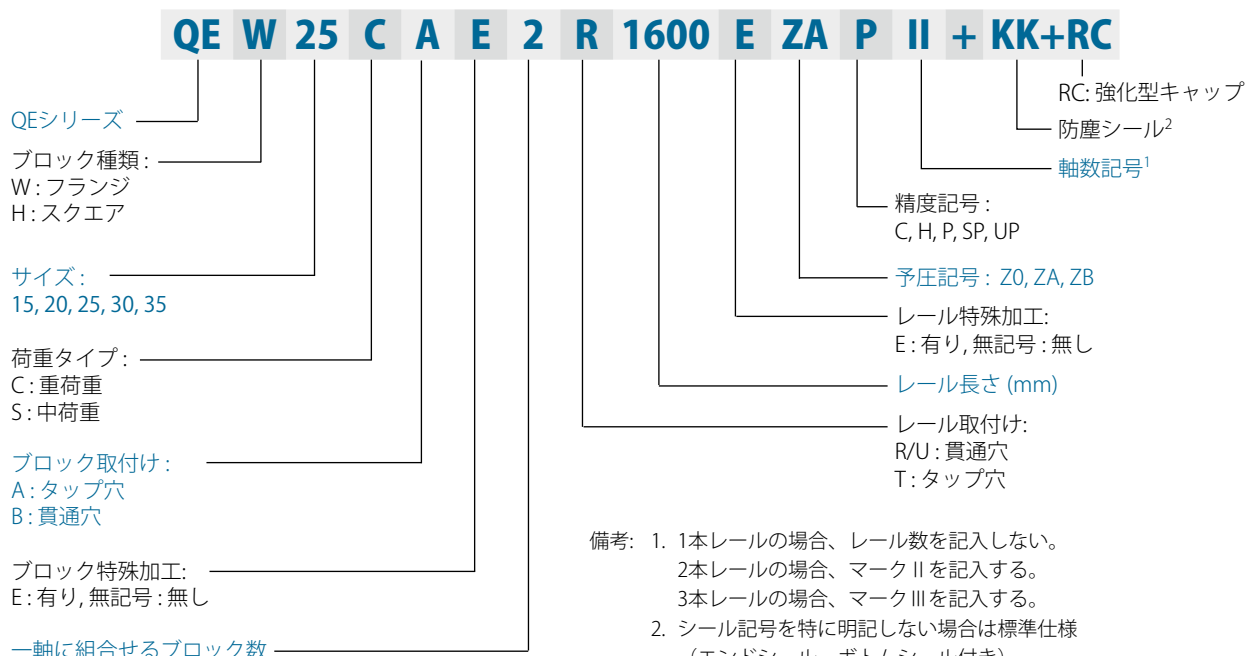 QE W 25 C A E 2 R 1600 E ZA P II + KK+RC
QEシリーズ
ブロック種類 :
W : フランジ
H : スクエア
サイズ :
15, 20, 25, 30, 35
荷重タイプ :
C : 重荷重
S : 中荷重
ブロック取付け :
A : タップ穴
B : 貫通穴
ブロック特殊加工:
E : 有り, 無記号 : 無し
一軸に組合せるブロック数
RC: 強化型キャップ
防塵シール2
軸数記号1
精度記号 :
C, H, P, SP, UP
予圧記号 : Z0, ZA, ZB
レール特殊加工:
E : 有り, 無記号 : 無し
レール長さ (mm)
レール取付け:
R/U : 貫通穴
T : タップ穴
備考: 1. 1本レールの場合、レール数を記入しない。
2本レールの場合、マークⅡを記入する。
3本レールの場合、マークⅢを記入する。
2. シール記号を特に明記しない場合は標準仕様